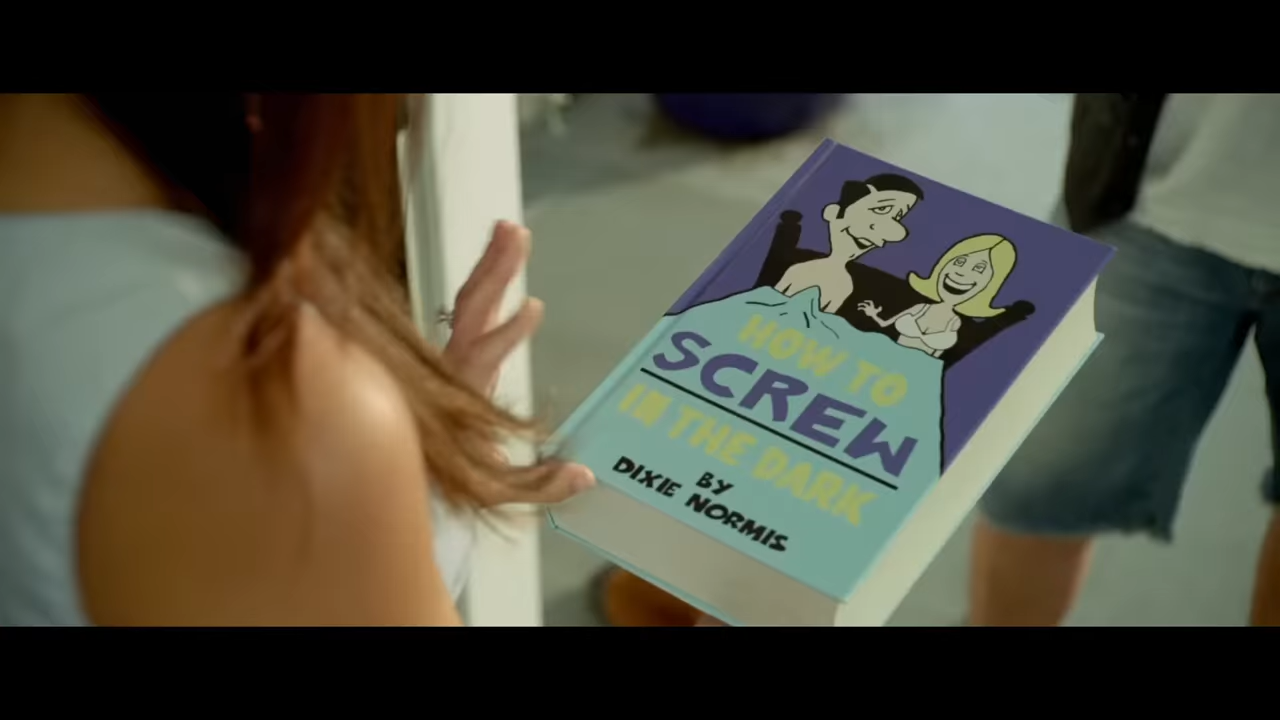 HOW TO
SCREW
IN THE DARK
BY
DIXIE NORMIS